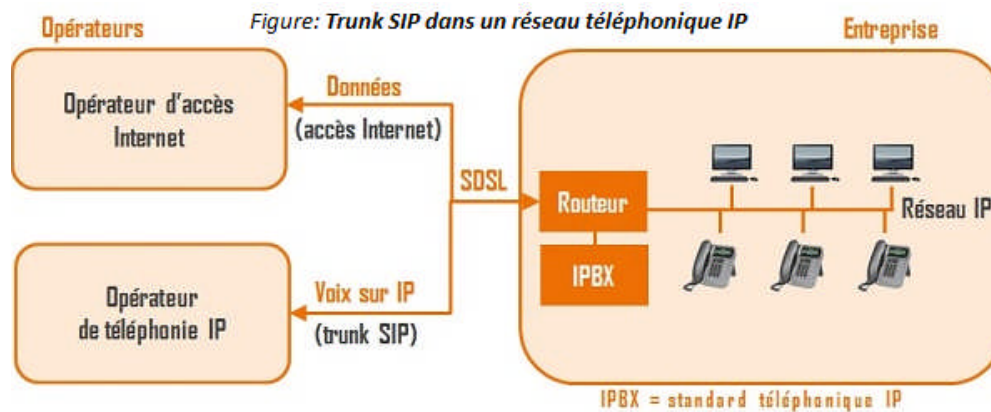 Figure: Trunk SIP dans un réseau téléphonique IP
Opérateurs
Entreprise
Opérateur d'accès
Internet
Données
(accès Internet)
SDSL
Routeur
IPBX
Réseau IP
Opérateur
de téléphonie IP
Voix sur IP
(trunk SIP)
IPBX = standard téléphonique IP